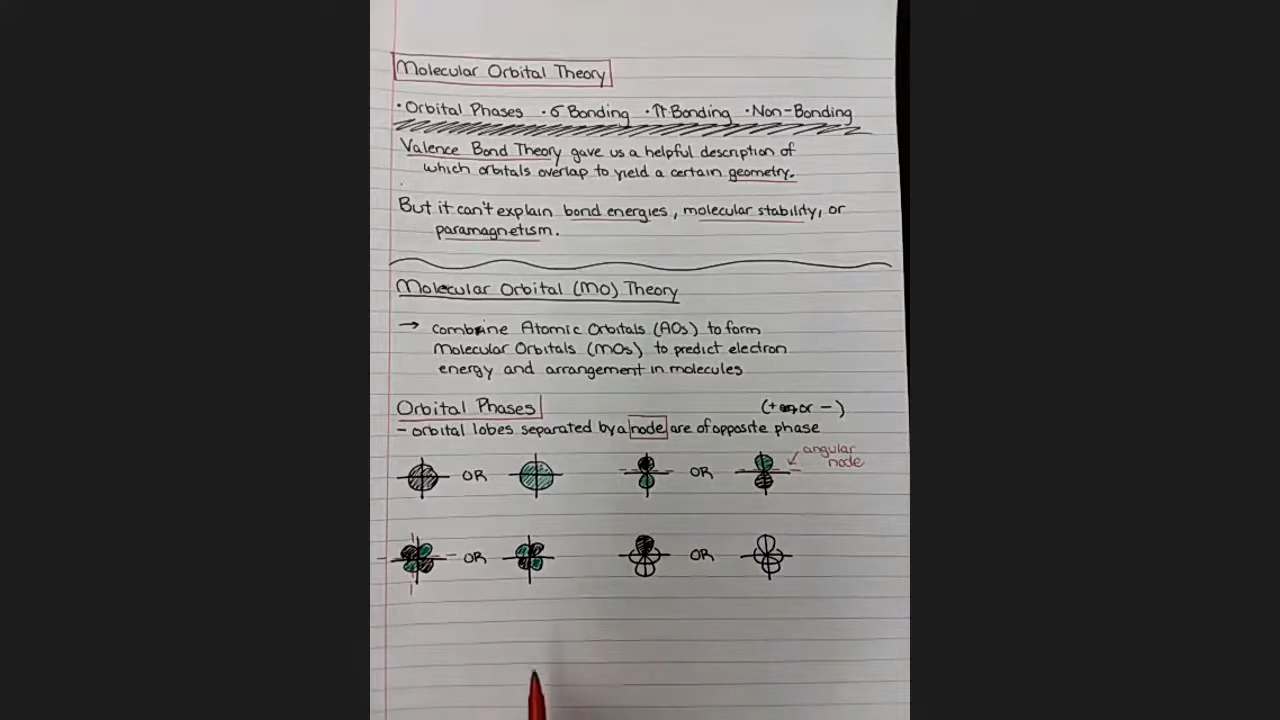 Molecular Orbital Theory
• Orbital Phases • σ Bonding • π Bonding • Non-Bonding
Valence Bond Theory gave us a helpful description of
which orbitals overlap to yield a certain geometry.
But it can't explain bond energies, molecular stability, or
paramagnetism.
Molecular Orbital (MO) Theory
→ combine Atomic Orbitals (AOs) to form
Molecular Orbitals (MOs) to predict electron
energy and arrangement in molecules
Orbital Phases (+ or −)
- orbital lobes separated by a node are of opposite phase
OR OR angular
node
OR OR